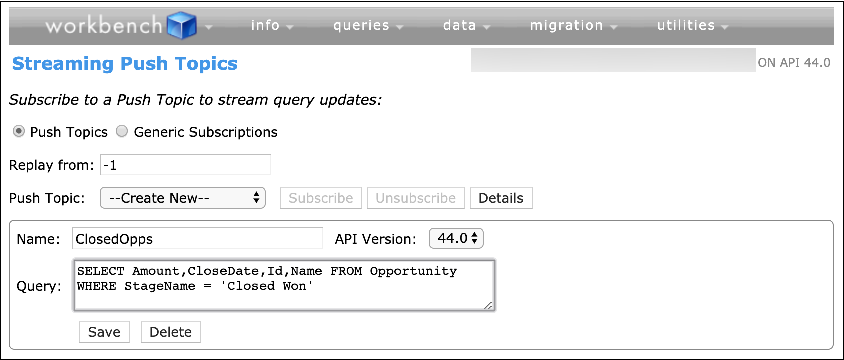 workbench info queries data migration utilities
Streaming Push Topics ON API 44.0
Subscribe to a Push Topic to stream query updates:
Push Topics Generic Subscriptions
Replay from: -1
Push Topic: --Create New-- Subscribe Unsubscribe Details
Name: ClosedOpps API Version: 44.0
Query: SELECT Amount,CloseDate,Id,Name FROM Opportunity
WHERE StageName = 'Closed Won'
Save Delete